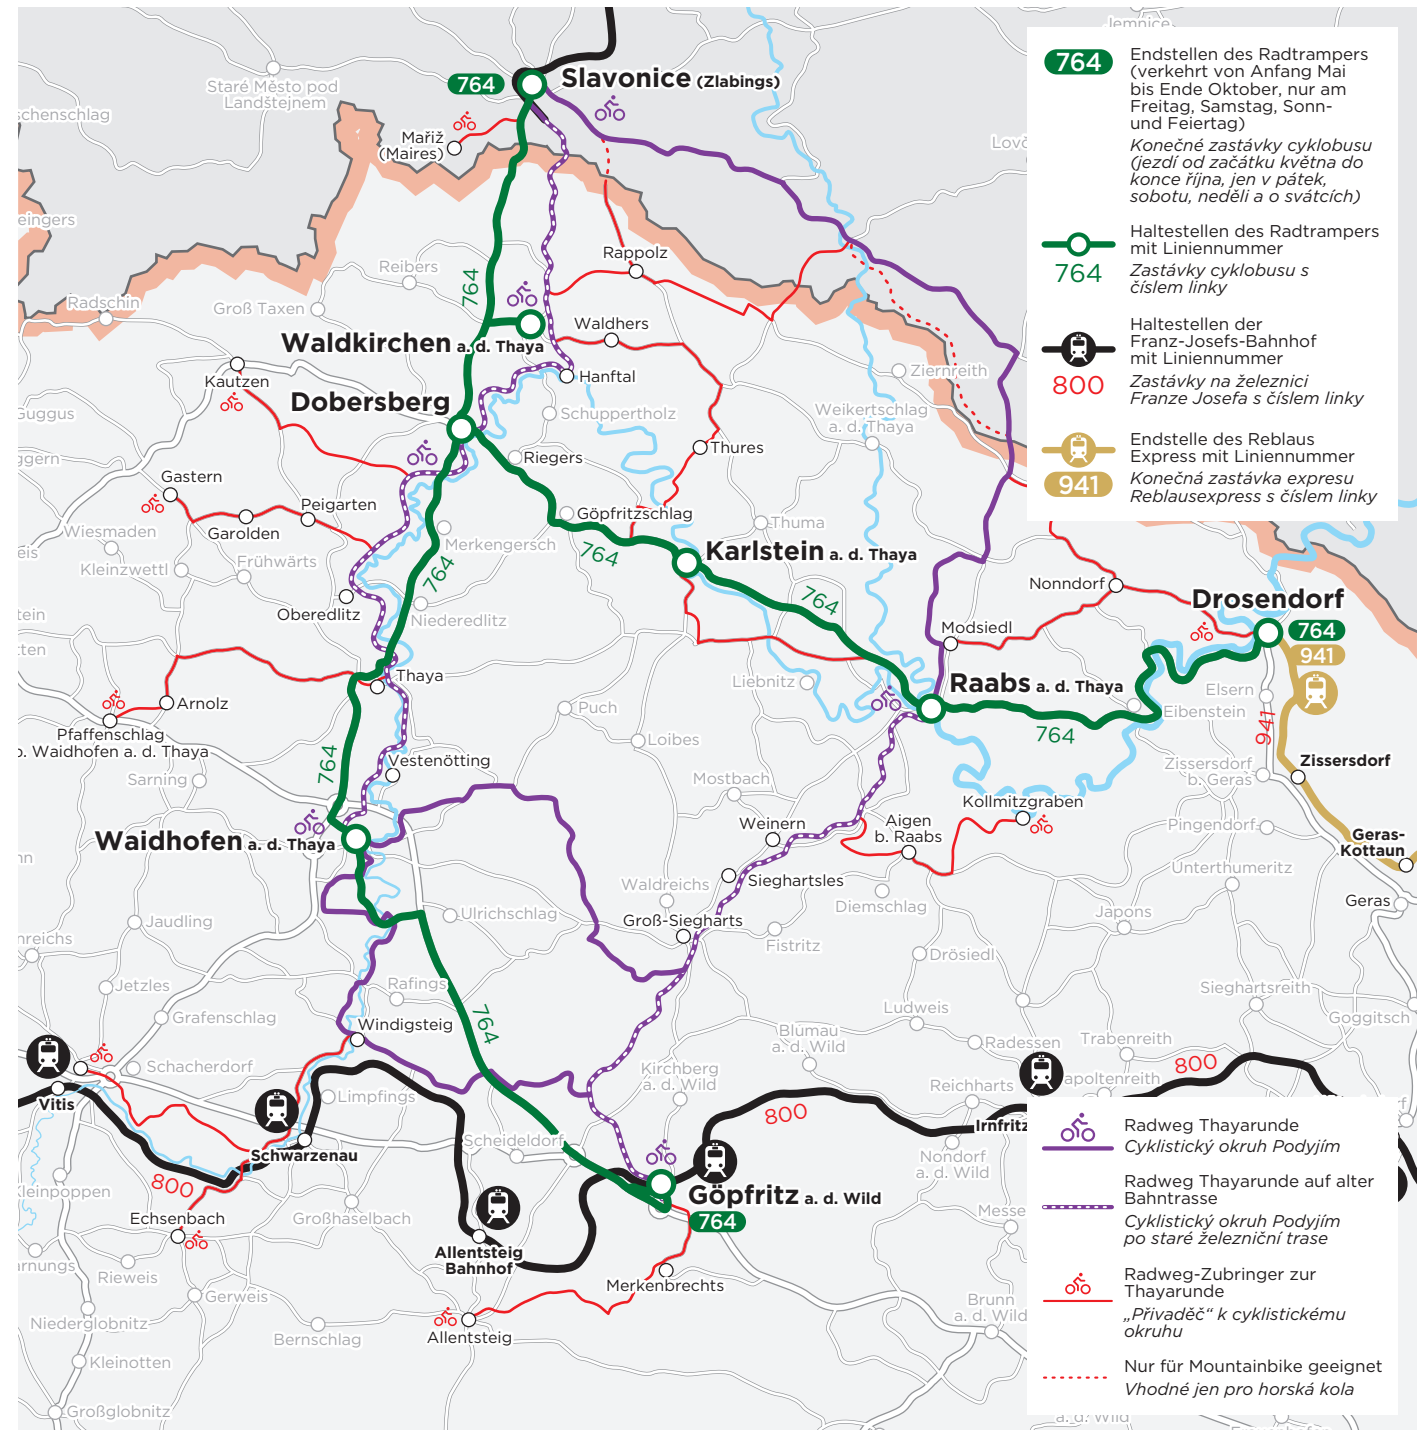 Jemnice
Staré Město pod
Landštejnem
764
Slavonice (Zlabings)
Mařiž
(Maires)
Rappolz
Reibers
Radschin
Groß Taxen
764
Waldhers
Waldkirchen a. d. Thaya
Kautzen
Hanftal
Ziernreith
Dobersberg
Schuppertholz
Weikertschlag
a. d. Thaya
Guggus
Riegers
Thures
Gastern
Peigarten
Garolden
Göpfritzschlag
Thuma
Wiesmaden
Merkengersch
764
Kleinzwettl
Frühwärts
764
Karlstein a. d. Thaya
Oberedlitz
Niederedlitz
764
Nonndorf
Drosendorf
764
941
Modsiedl
Thaya
Liebnitz
Raabs a. d. Thaya
Elsern
Arnolz
Puch
Eibenstein
941
Pfaffenschlag
b. Waidhofen a. d. Thaya
764
Loibes
764
Vestenötting
Sarning
Mostbach
Zissersdorf
b. Geras
Zissersdorf
Kollmitzgraben
Weinern
Aigen
b. Raabs
Pingendorf
Waidhofen a. d. Thaya
Geras-
Kottaun
Sieghartsles
Unterthumeritz
Waldreichs
Diemschlag
Geras
Ulrichschlag
Groß-Siegharts
Japons
Jaudling
Fistritz
Drösiedl
Jetzles
Rafings
Sieghartsreith
Ludweis
Goggitsch
Grafenschlag
Windigsteig
764
Blumau
a. d. Wild
Radessen
Trabenreith
Schacherdorf
Kirchberg
a. d. Wild
800
Reichharts
Vitis
Limpfings
800
Irnfritz
Scheideldorf
Schwarzenau
Nondorf
a. d. Wild
800
Göpfritz a. d. Wild
764
Echsenbach
Großhaselbach
Allentsteig
Bahnhof
Rieweis
Merkenbrechts
Gerweis
Brunn
a. d. Wild
Niederglobnitz
Bernschlag
Allentsteig
Kleinotten
Großglobnitz
a. d. Wild
764
Endstellen des Radtrampers
(verkehrt von Anfang Mai
bis Ende Oktober, nur am
Freitag, Samstag, Sonn-
und Feiertag)
Konečné zastávky cyklobusu
(jezdí od začátku května do
konce října, jen v pátek,
sobotu, neděli a o svátcích)
Haltestellen des Radtrampers
mit Liniennummer
764
Zastávky cyklobusu s
číslem linky
Haltestellen der
Franz-Josefs-Bahnhof
mit Liniennummer
800
Zastávky na železnici
Franze Josefa s číslem linky
Endstelle des Reblaus
Express mit Liniennummer
941
Konečná zastávka expresu
Reblausexpress s číslem linky
Radweg Thayarunde
Cyklistický okruh Podyjím
Radweg Thayarunde auf alter
Bahntrasse
Cyklistický okruh Podyjím
po staré železniční trase
Radweg-Zubringer zur
Thayarunde
„Přivaděč“ k cyklistickému
okruhu
Nur für Mountainbike geeignet
Vhodné jen pro horská kola